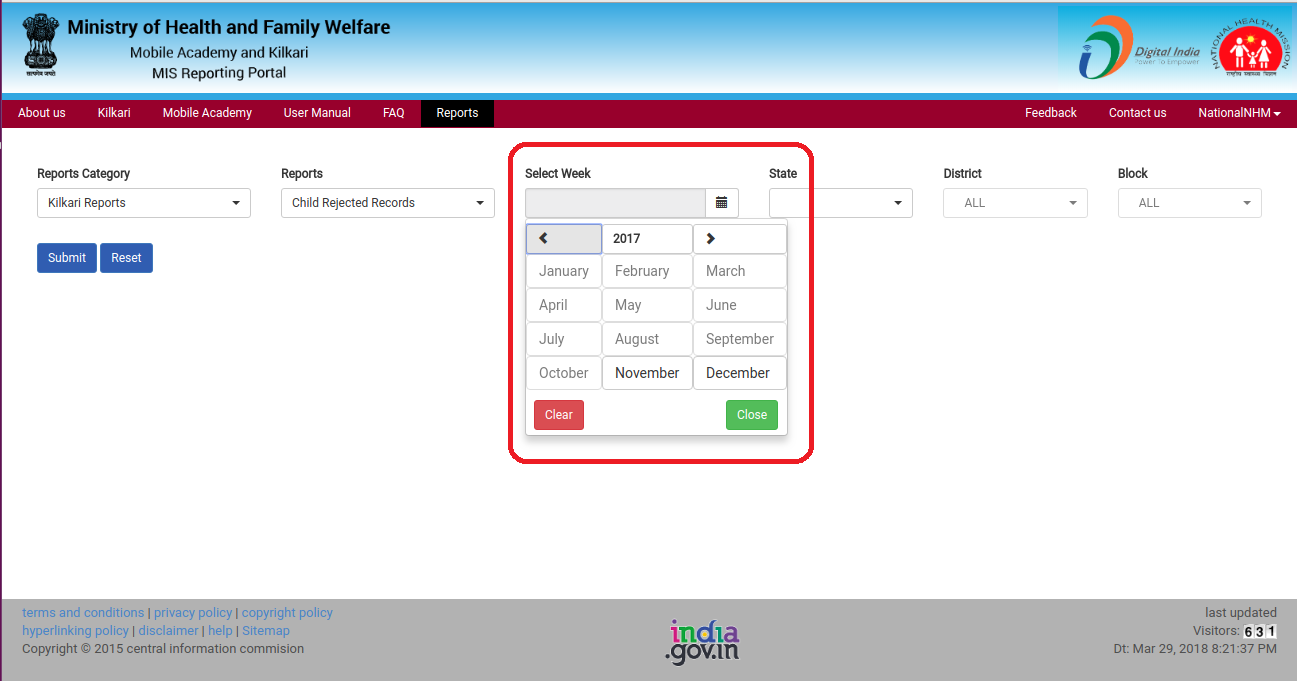 Ministry of Health and Family Welfare
Mobile Academy and Kilkari
MIS Reporting Portal
सत्यमेव जयते
Digital India
Power To Empower
NATIONAL HEALTH MISSION
राष्ट्रीय स्वास्थ्य मिशन
About us Kilkari Mobile Academy User Manual FAQ Reports Feedback Contact us NationalNHM
Reports Category Reports Select Week State District Block
Kilkari Reports Child Rejected Records ALL ALL
Submit Reset
2017
January February March
April May June
July August September
October November December
Clear Close
terms and conditions | privacy policy | copyright policy
hyperlinking policy | disclaimer | help | Sitemap
Copyright © 2015 central information commision
india
.gov.in
last updated
Visitors: 631
Dt: Mar 29, 2018 8:21:37 PM